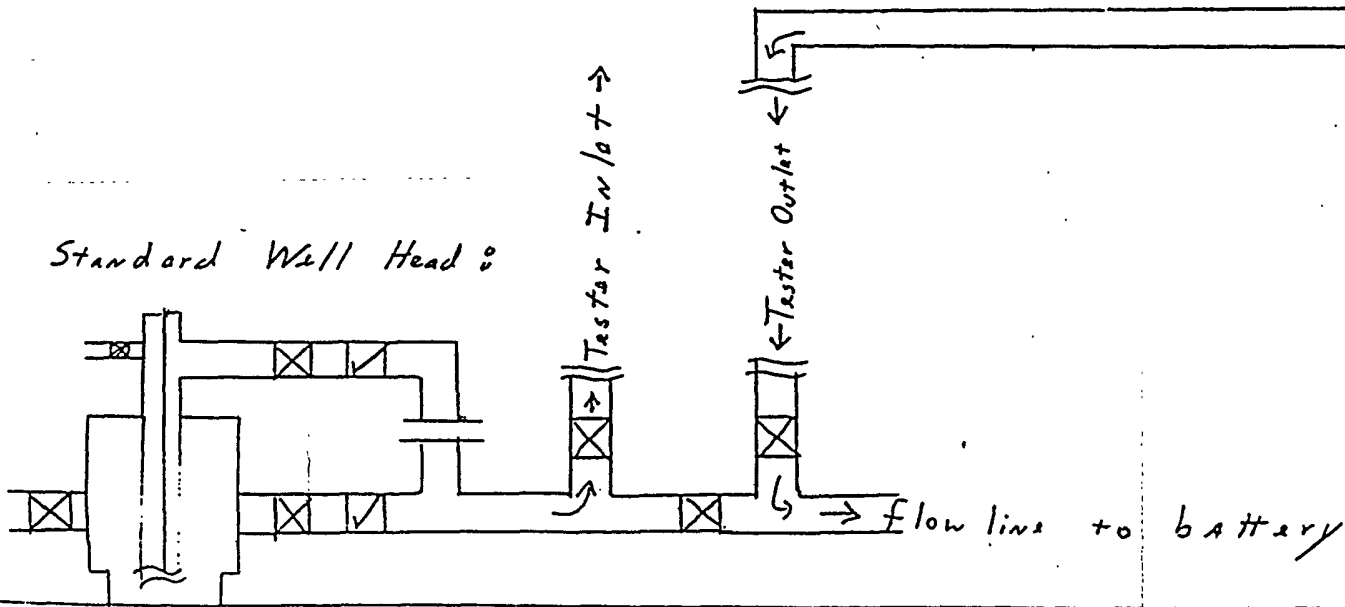 Tester Inlet →
← Tester Outlet ←
Standard Well Head :
→ flow line to battery